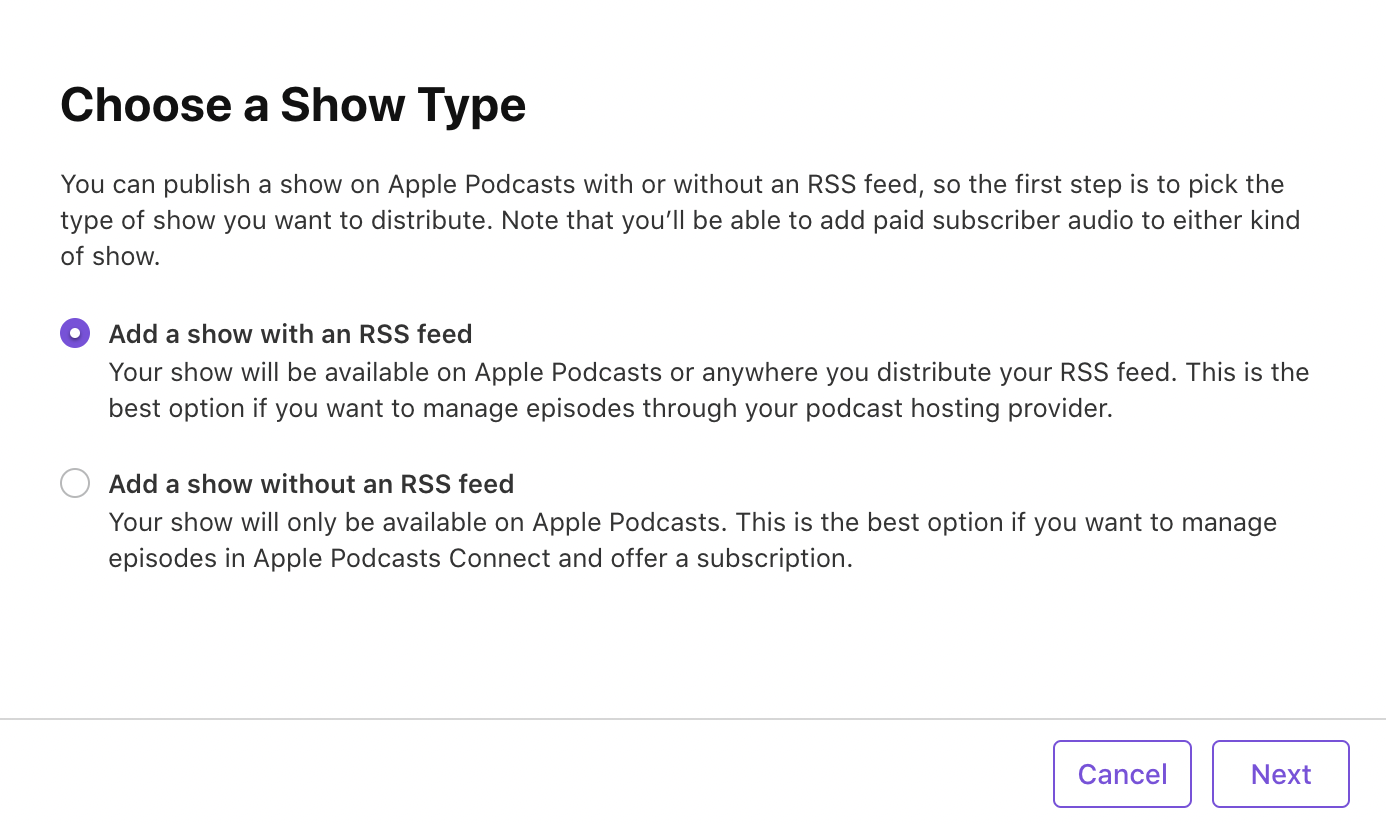 Choose a Show Type
You can publish a show on Apple Podcasts with or without an RSS feed, so the first step is to pick the
type of show you want to distribute. Note that you’ll be able to add paid subscriber audio to either kind
of show.
Add a show with an RSS feed
Your show will be available on Apple Podcasts or anywhere you distribute your RSS feed. This is the
best option if you want to manage episodes through your podcast hosting provider.
Add a show without an RSS feed
Your show will only be available on Apple Podcasts. This is the best option if you want to manage
episodes in Apple Podcasts Connect and offer a subscription.
Cancel
Next